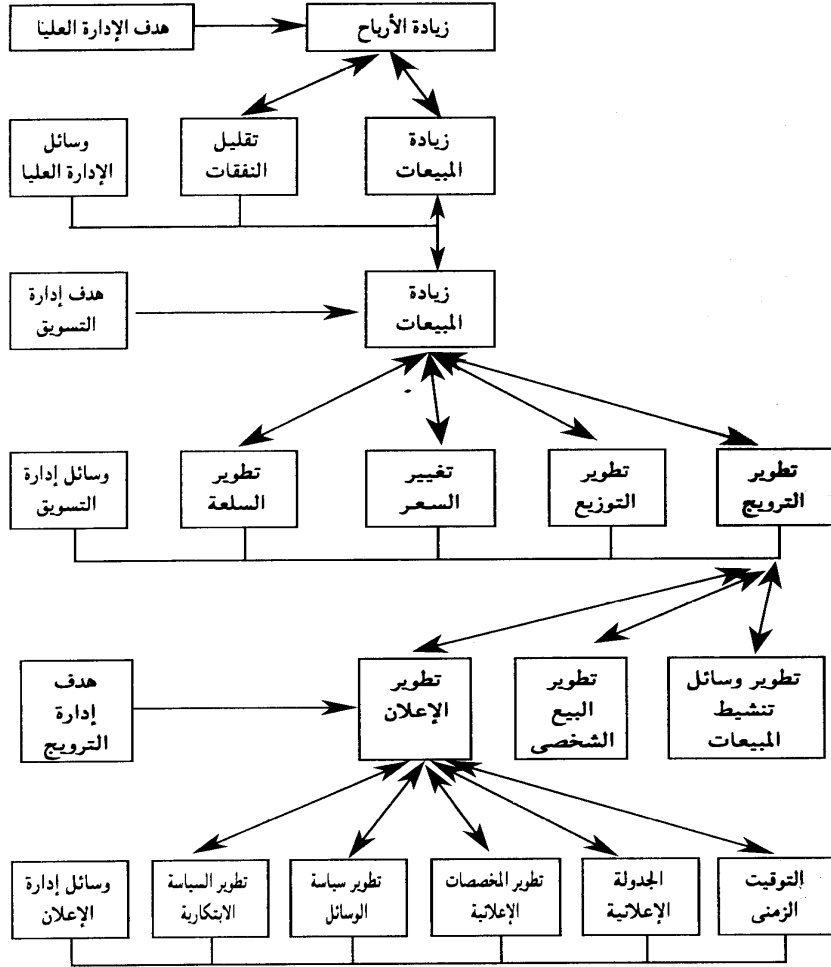 زيادة الأرباح
هدف الإدارة العليا
زيادة
المبيعات
تقليل
النفقات
وسائل
الإدارة العليا
زيادة
المبيعات
هدف إدارة
التسويق
تطوير
الترويج
تطوير
التوزيع
تغيير
السعر
تطوير
السلعة
وسائل إدارة
التسويق
تطوير وسائل
تنشيط
المبيعات
تطوير
البيع
الشخصى
تطوير
الإعلان
هدف
إدارة
الترويج
التوقيت
الزمنى
الجدولة
الإعلانية
تطوير المخصصات
الإعلانية
تطوير سياسة
الوسائل
تطوير السياسة
الابتكارية
وسائل إدارة
الإعلان